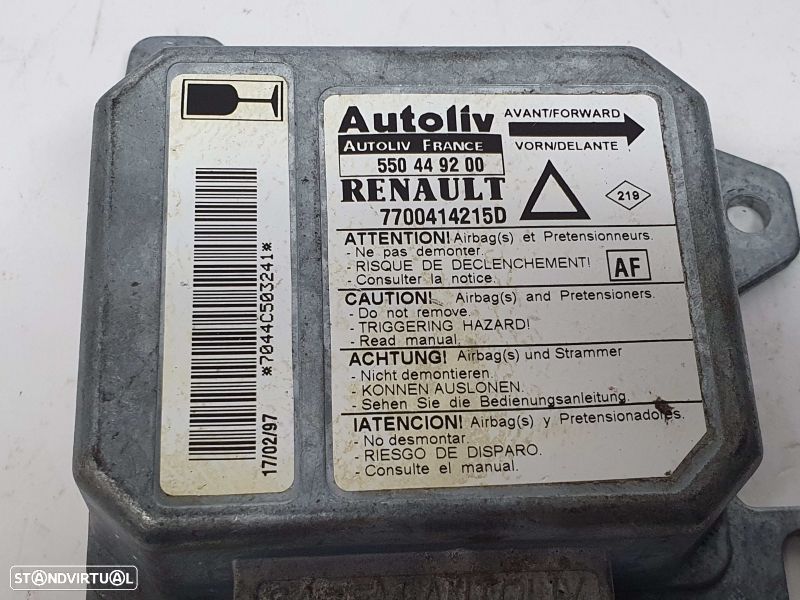 *7044C503241*
17/02/97
Autoliv
AUTOLIV FRANCE
550 44 92 00
RENAULT
7700414215D
AVANT/FORWARD
VORN/DELANTE
219
ATTENTION! Airbag(s) et Pretensionneurs.
- Ne pas demonter.
- RISQUE DE DECLENCHEMENT!
- Consulter la notice.
AF
CAUTION! Airbag(s) and Pretensioners.
- Do not remove.
- TRIGGERING HAZARD!
- Read manual.
ACHTUNG! Airbag(s) und Strammer
- Nicht demontieren.
- KONNEN AUSLONEN.
- Sehen Sie die Bedienungsanleitung.
IATENCION! Airbag(s) y Pretensionadores.
- No desmontar.
- RIESGO DE DISPARO.
- Consulte el manual.
STANDVIRTUAL